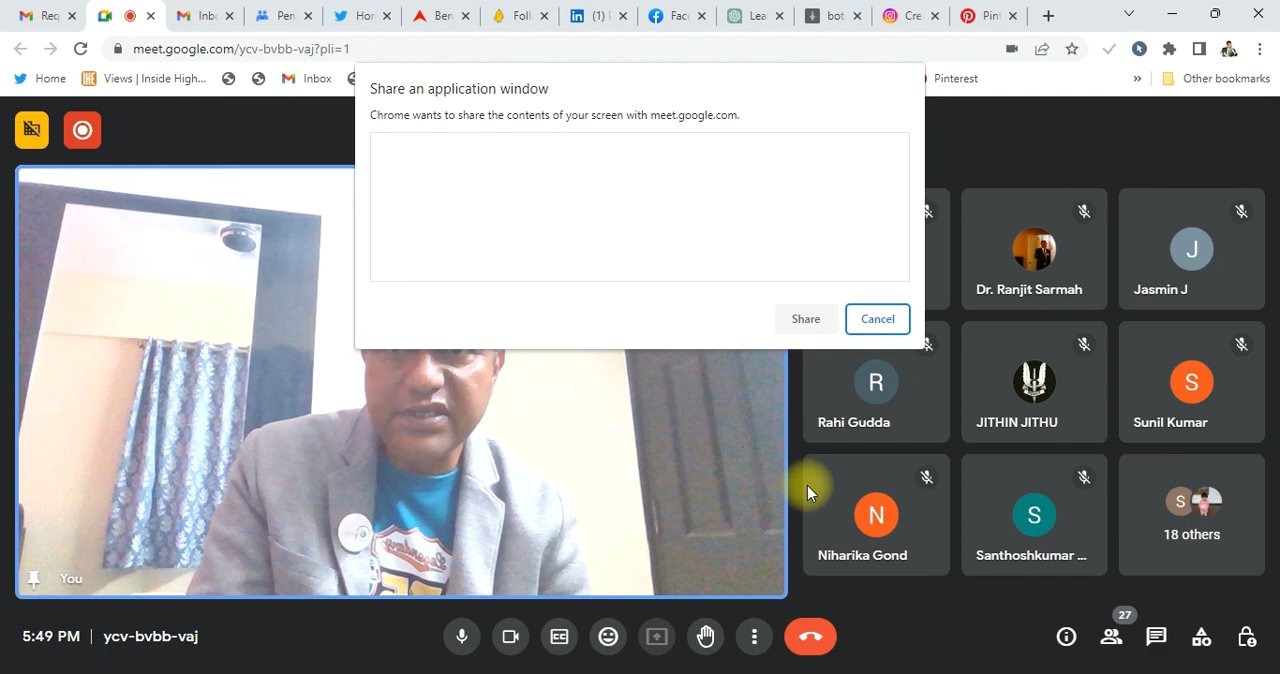 Req
Inb
Pen
Hor
Ben
Foll
(1)
Fac
Lea
bot
Cre
Pint
meet.google.com/ycv-bvbb-vaj?pli=1
Home
Views | Inside High...
Inbox
Pinterest
»
Other bookmarks
Share an application window
Chrome wants to share the contents of your screen with meet.google.com.
Share
Cancel
Dr. Ranjit Sarmah
J
Jasmin J
R
Rahi Gudda
JITHIN JITHU
S
Sunil Kumar
N
Niharika Gond
S
Santhoshkumar ...
S
18 others
You
5:49 PM | ycv-bvbb-vaj
CC
27